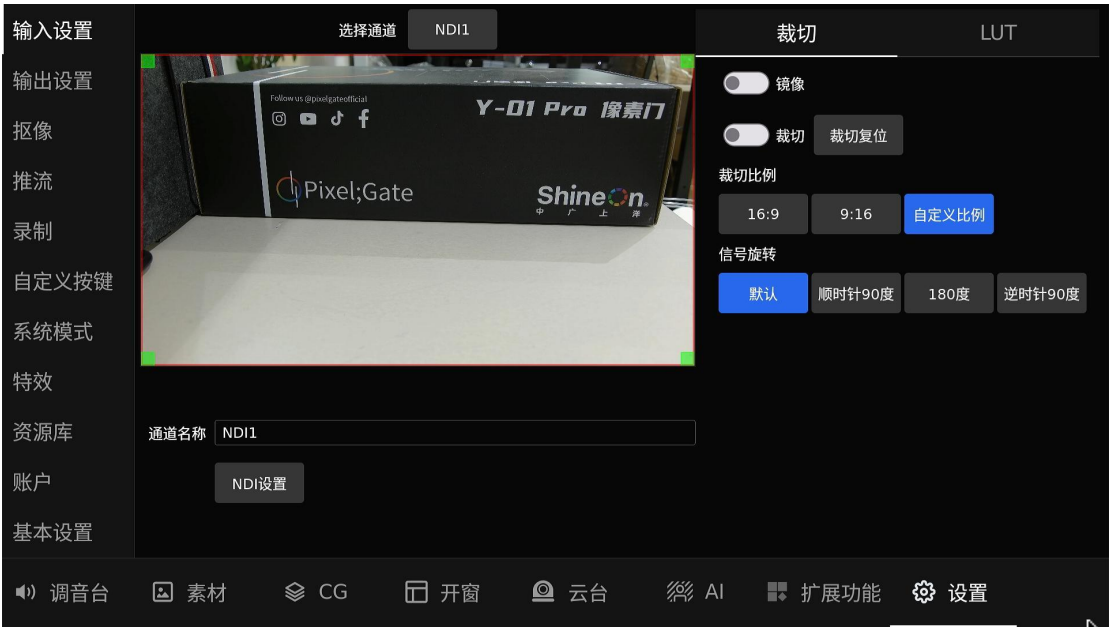 输入设置
输出设置
抠像
推流
录制
自定义按键
系统模式
特效
资源库
账户
基本设置
选择通道 NDI1
Follow us @pixelgateofficial
Y-01 Pro 像素门
Pixel;Gate
ShineOn
中广上洋
通道名称 NDI1
NDI设置
裁切 LUT
镜像
裁切 裁切复位
裁切比例
16:9 9:16 自定义比例
信号旋转
默认 顺时针90度 180度 逆时针90度
调音台 素材 CG 开窗 云台 AI 扩展功能 设置